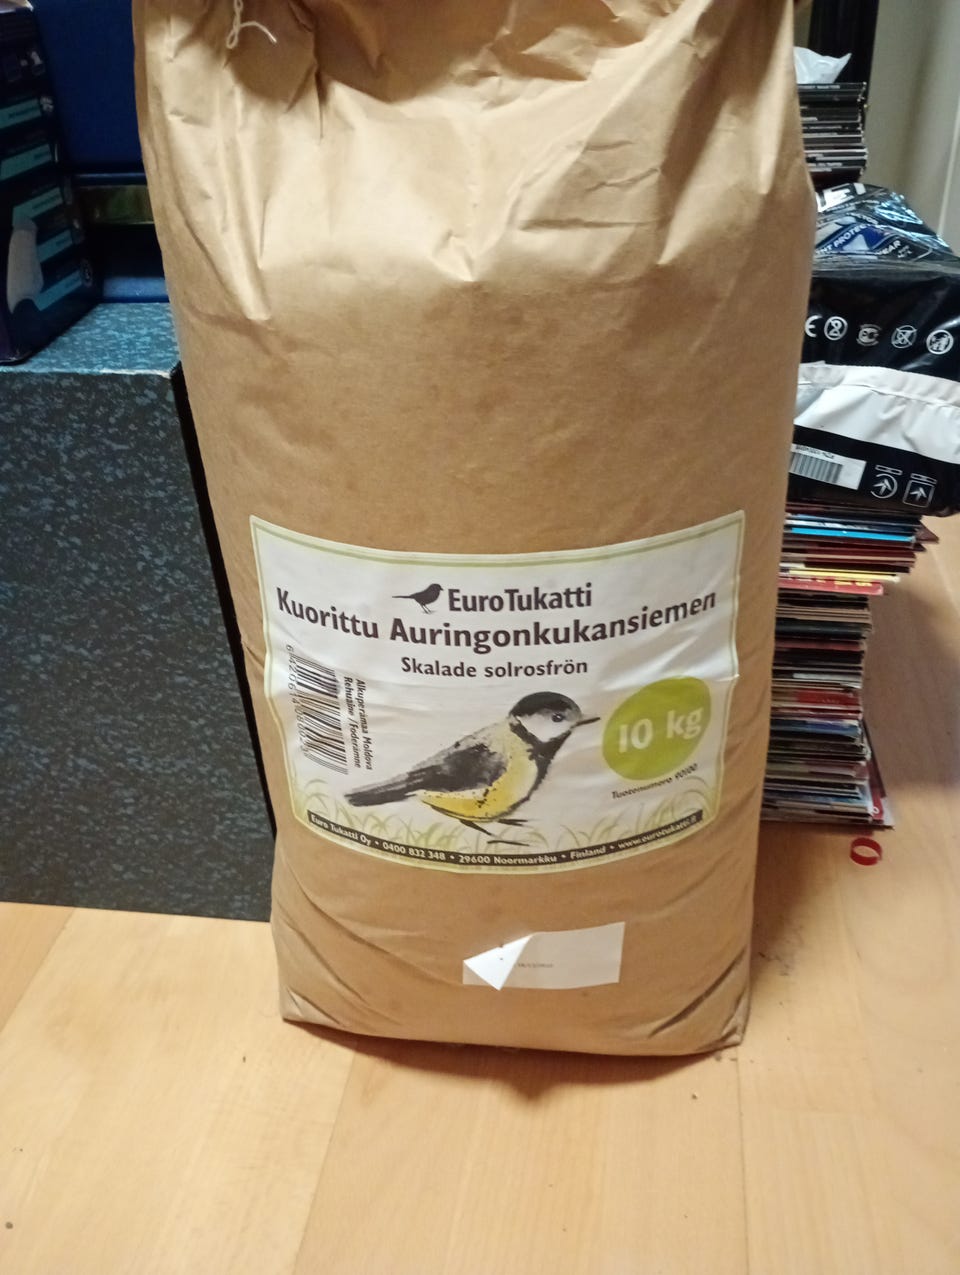 EuroTukatti
Kuorittu Auringonkukansiemen
Skalade solrosfrön
Alkuperämaa Moldova
Rehuaine / Foderämne
10 kg
Tuotenumero 90100
Euro Tukatti Oy • 0400 832 348 • 29600 Noormarkku • Finland • www.eurotukatti.fi